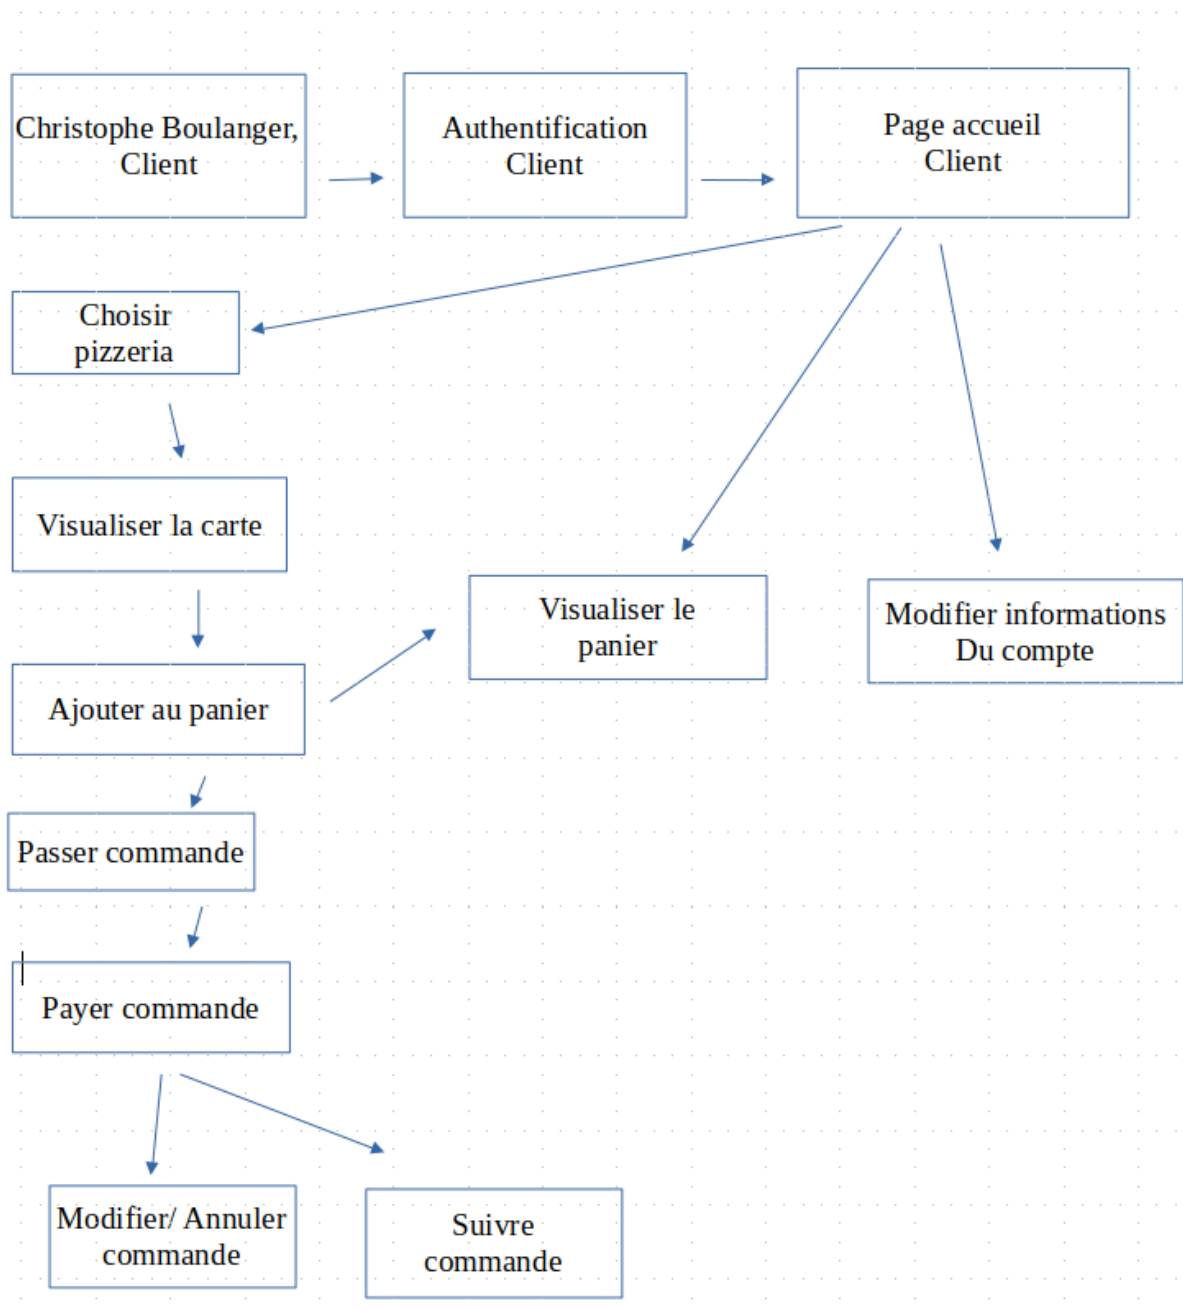 Christophe Boulanger,
Client
Authentification
Client
Page accueil
Client
Choisir
pizzeria
Visualiser la carte
Visualiser le
panier
Modifier informations
Du compte
Ajouter au panier
Passer commande
Payer commande
Modifier/ Annuler
commande
Suivre
commande